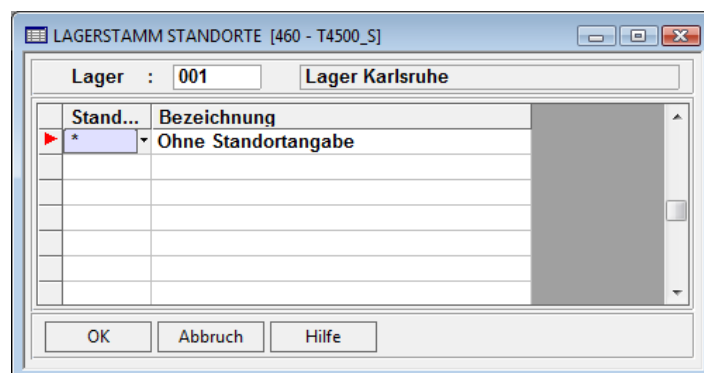 LAGERSTAMM STANDORTE [460 - T4500_S]
Lager : 001 Lager Karlsruhe
Stand... Bezeichnung
* Ohne Standortangabe
OK Abbruch Hilfe